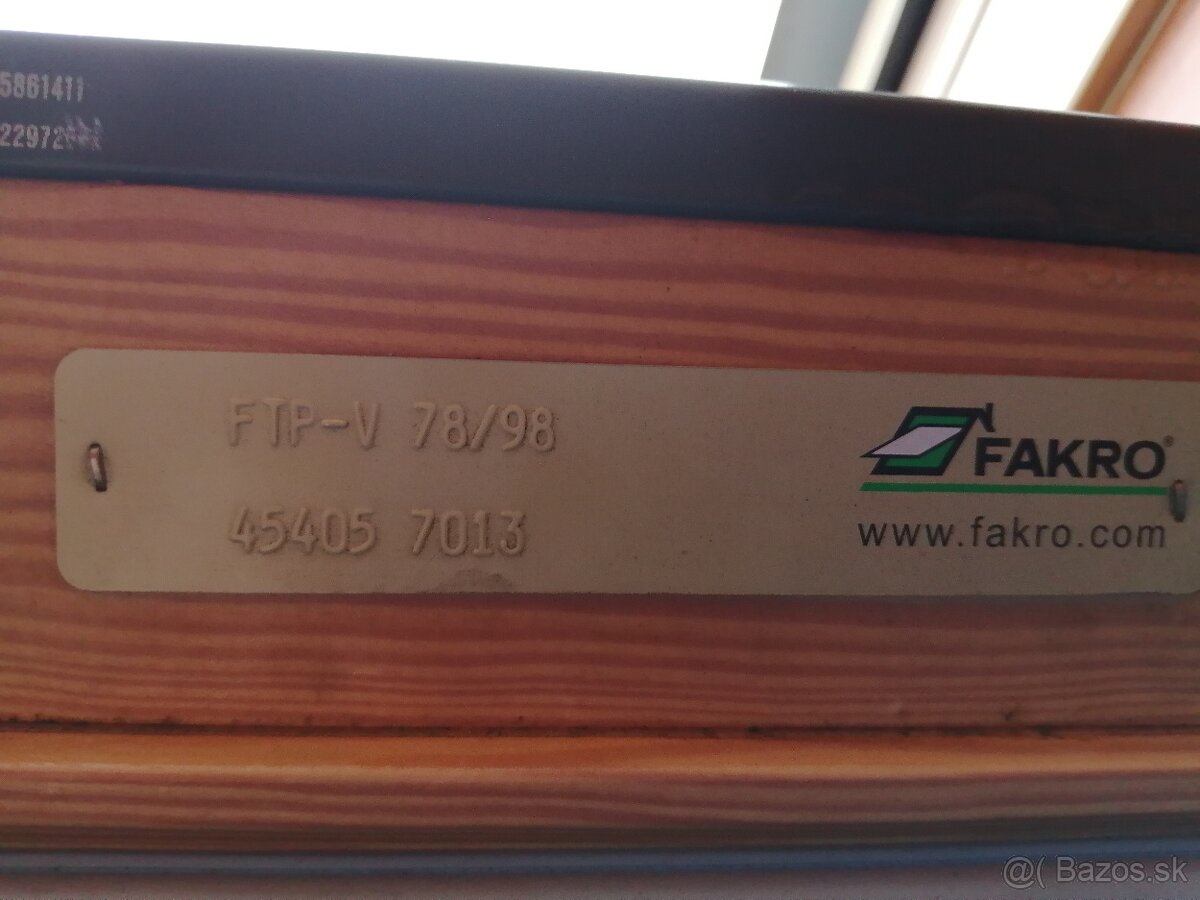 5861411
FTP-V 78/98
45405 7013
FAKRO®
www.fakro.com
@( Bazos.sk